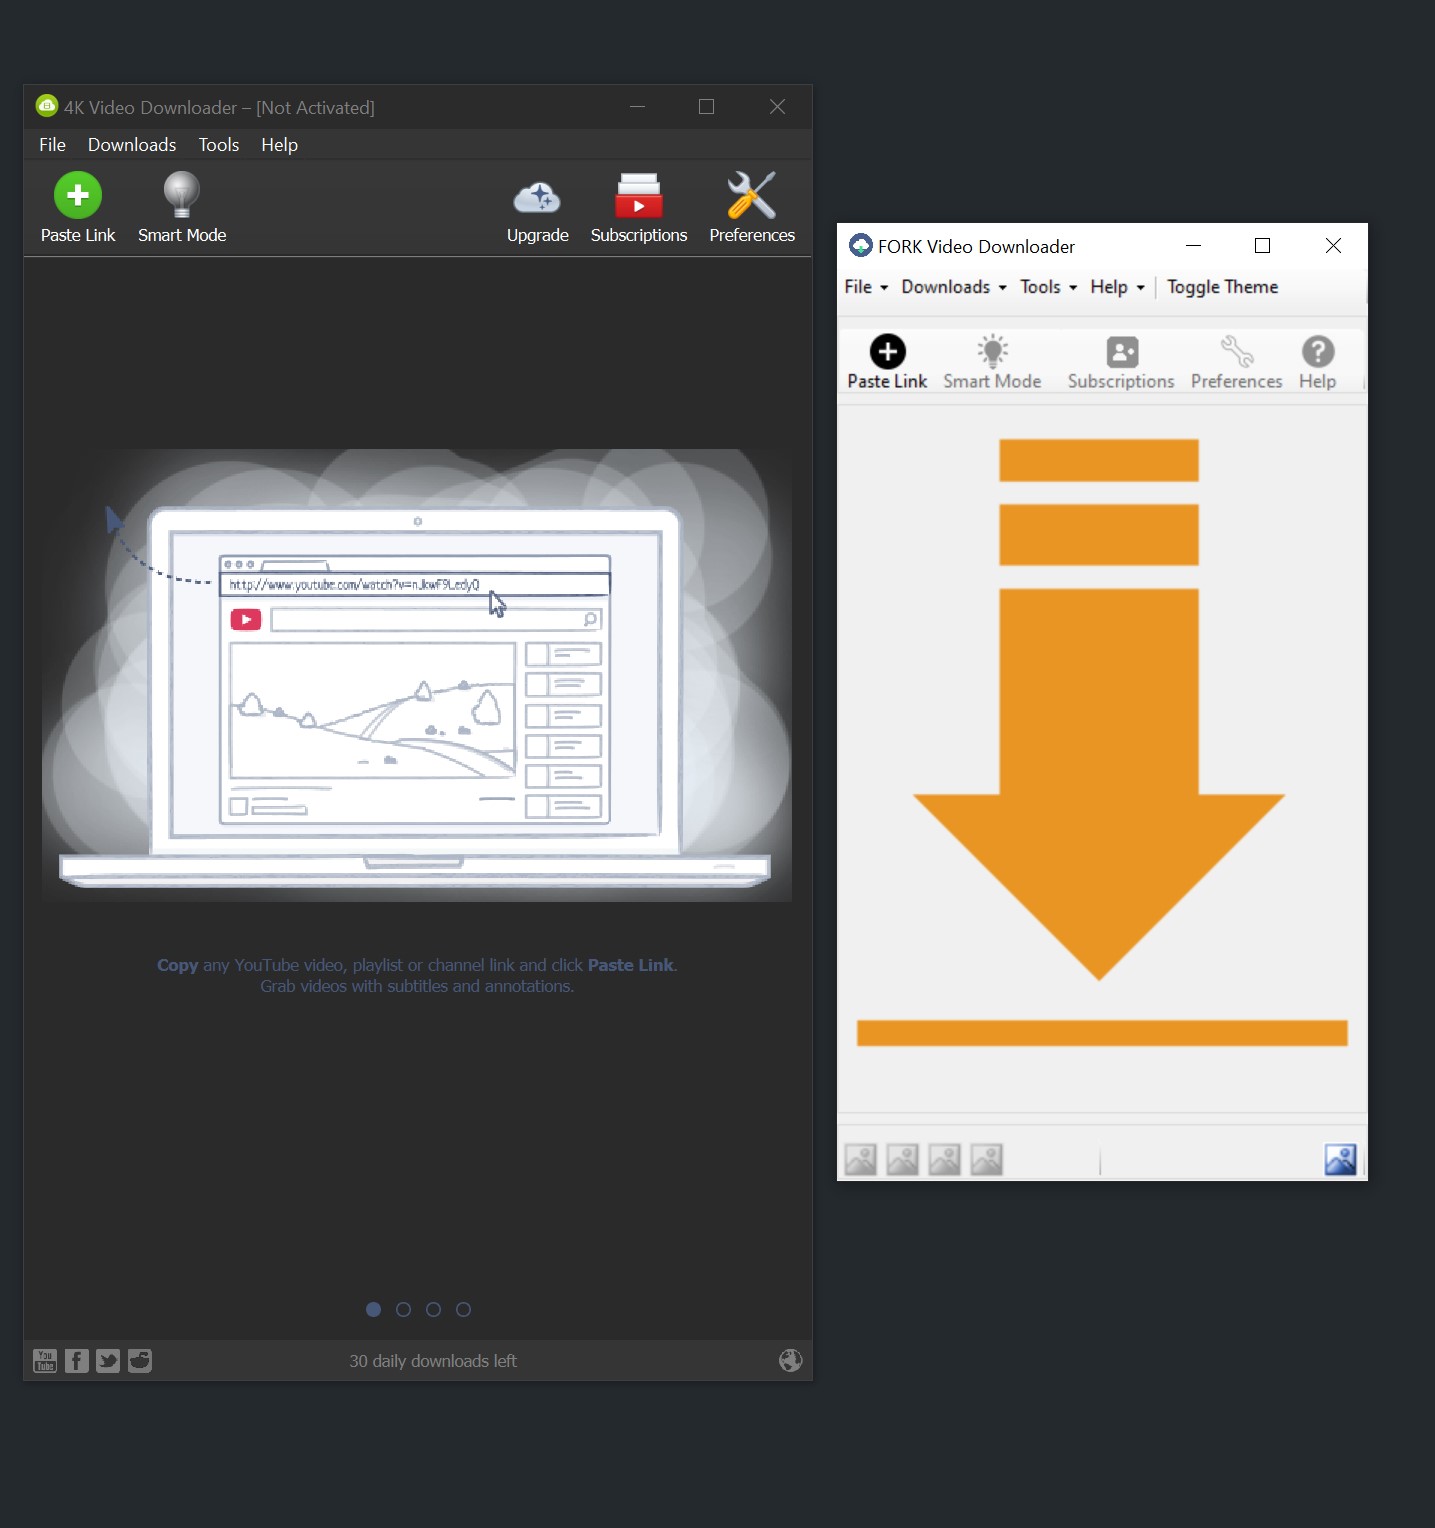 4K Video Downloader – [Not Activated]
File Downloads Tools Help
Paste Link Smart Mode Upgrade Subscriptions Preferences
http://www.youtube.com/watch?v=nJkwF9LedyQ
Copy any YouTube video, playlist or channel link and click Paste Link.
Grab videos with subtitles and annotations.
You
Tube
30 daily downloads left
FORK Video Downloader
File Downloads Tools Help Toggle Theme
Paste Link Smart Mode Subscriptions Preferences Help